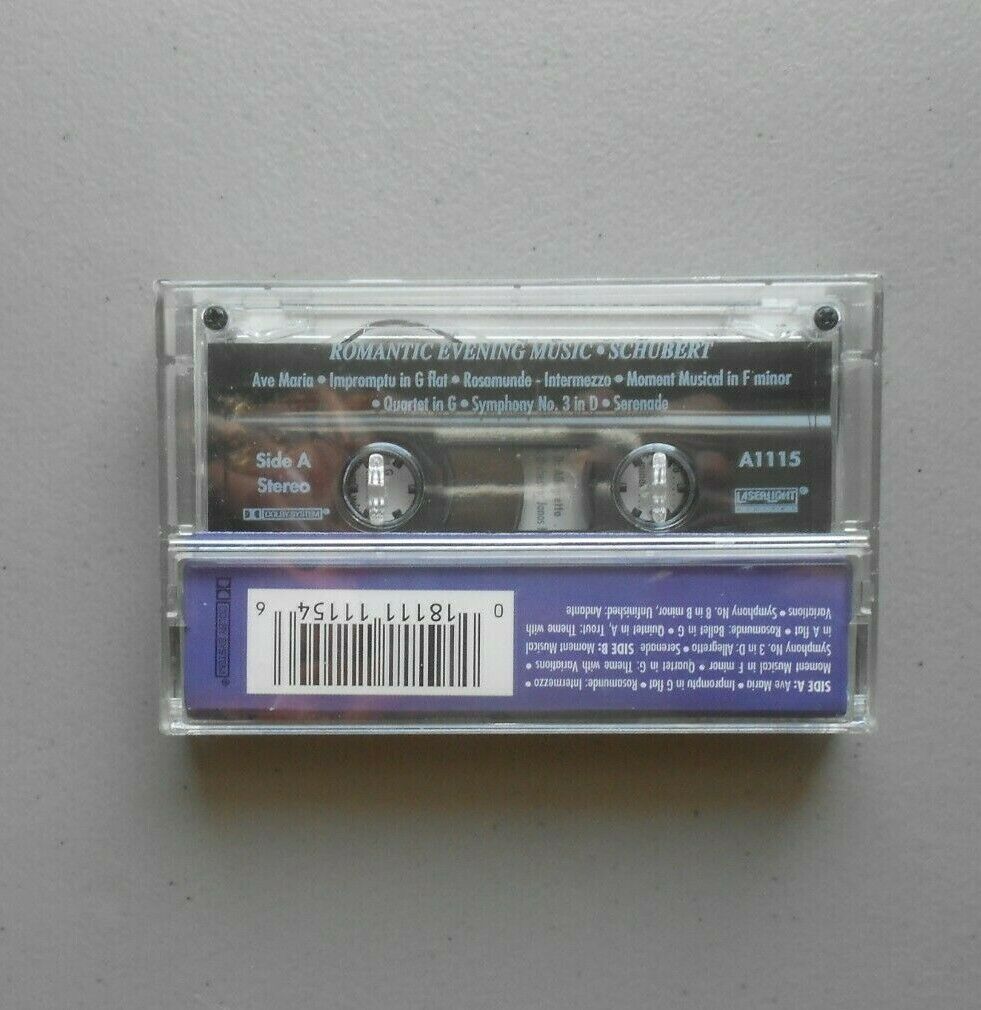 ROMANTIC EVENING MUSIC • SCHUBERT
Ave Maria • Impromptu in G flat • Rosamunde - Intermezzo • Moment Musical in F minor
• Quartet in G • Symphony No. 3 in D • Serenade
Side A
Stereo
A1115
DOLBY SYSTEM
LASERLIGHT
SIDE A: Ave Maria • Impromptu in G flat • Rosamunde: Intermezzo •
Moment Musical in F minor • Quartet in G: Theme with Variations
Symphony No. 3 in D: Allegretto • Serenade SIDE B: Moment Musical
in A flat • Rosamunde: Ballet in G • Quintet in A, Trout: Theme with
Variations • Symphony No. 8 in B minor, Unfinished: Andante
0 18111 11154 6